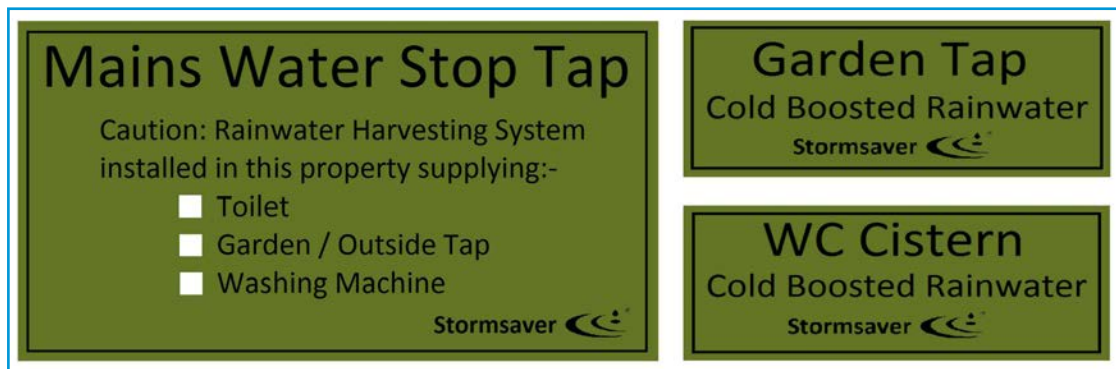 Mains Water Stop Tap
Caution: Rainwater Harvesting System
installed in this property supplying:-
Toilet
Garden / Outside Tap
Washing Machine
Stormsaver
Garden Tap
Cold Boosted Rainwater
Stormsaver
WC Cistern
Cold Boosted Rainwater
Stormsaver